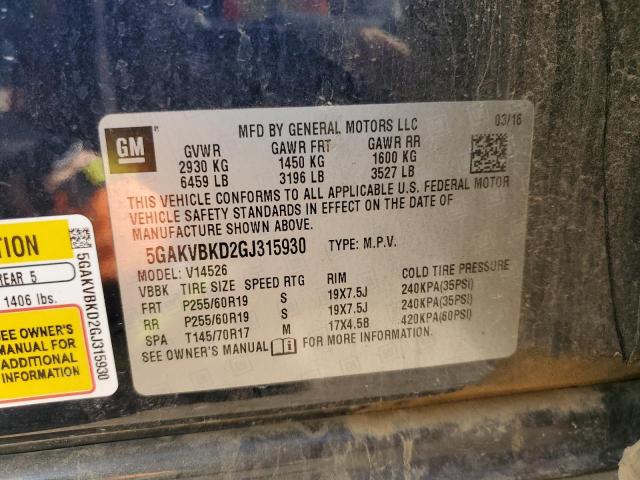 GM
MFD BY GENERAL MOTORS LLC 03/16
GVWR GAWR FRT GAWR RR
2930 KG 1450 KG 1600 KG
6459 LB 3196 LB 3527 LB
THIS VEHICLE CONFORMS TO ALL APPLICABLE U.S. FEDERAL MOTOR
VEHICLE SAFETY STANDARDS IN EFFECT ON THE DATE OF
MANUFACTURE SHOWN ABOVE.
5GAKVBKD2GJ315930 TYPE: M.P.V.
MODEL: V14526
VBBK TIRE SIZE SPEED RTG RIM COLD TIRE PRESSURE
FRT P255/60R19 S 19X7.5J 240KPA(35PSI)
RR P255/60R19 S 19X7.5J 240KPA(35PSI)
SPA T145/70R17 M 17X4.5B 420KPA(60PSI)
SEE OWNER'S MANUAL FOR MORE INFORMATION.
TION
REAR 5
1406 lbs.
SEE OWNER'S
MANUAL FOR
ADDITIONAL
INFORMATION
5GAKVBKD2GJ315930